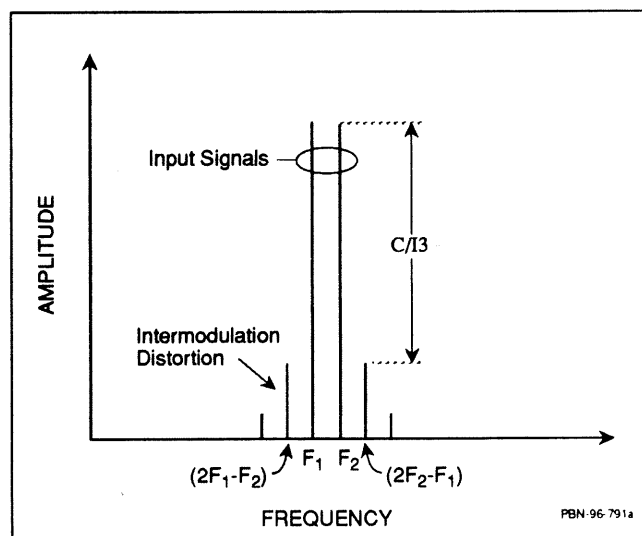 Input Signals
C/I3
AMPLITUDE
Intermodulation
Distortion
F₁ F₂
(2F₁-F₂) (2F₂-F₁)
FREQUENCY
PBN-96-791a